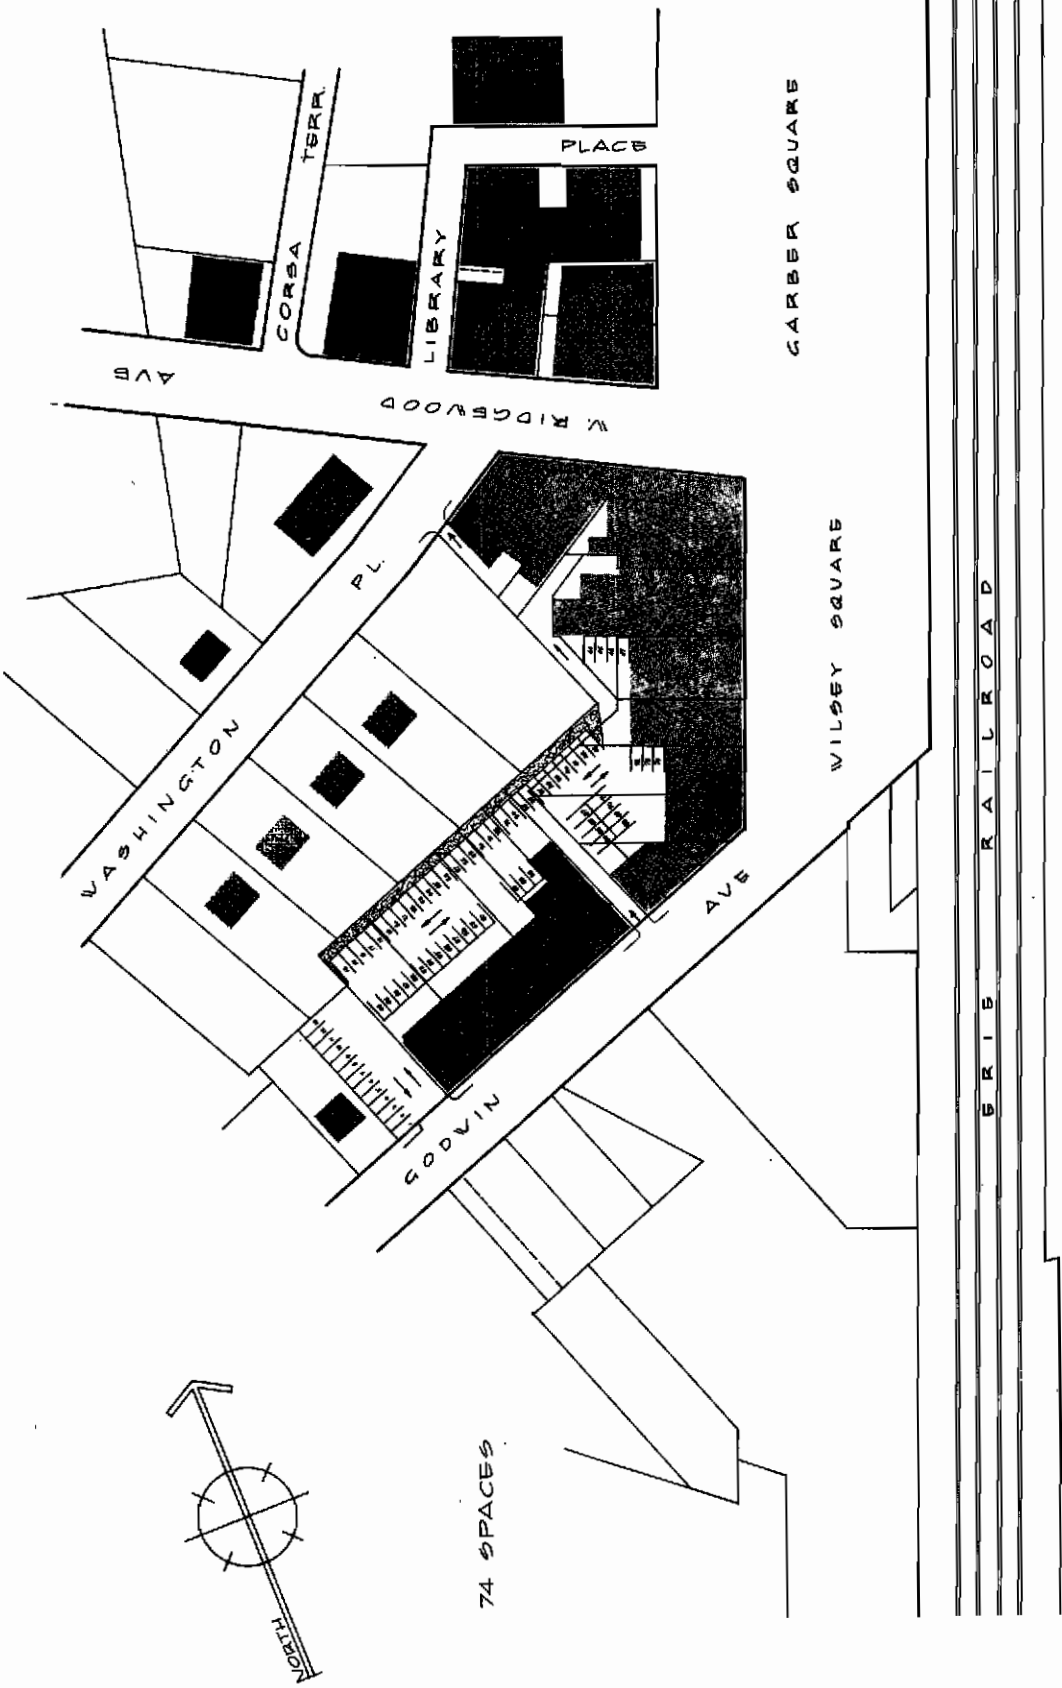 CORSA TERR.
LIBRARY
PLACE
GARBER SQUARE
W. RIDGEWOOD
AVE
WASHINGTON
PL.
WILSEY SQUARE
GODWIN
AVE
ERIE RAILROAD
74 SPACES
NORTH